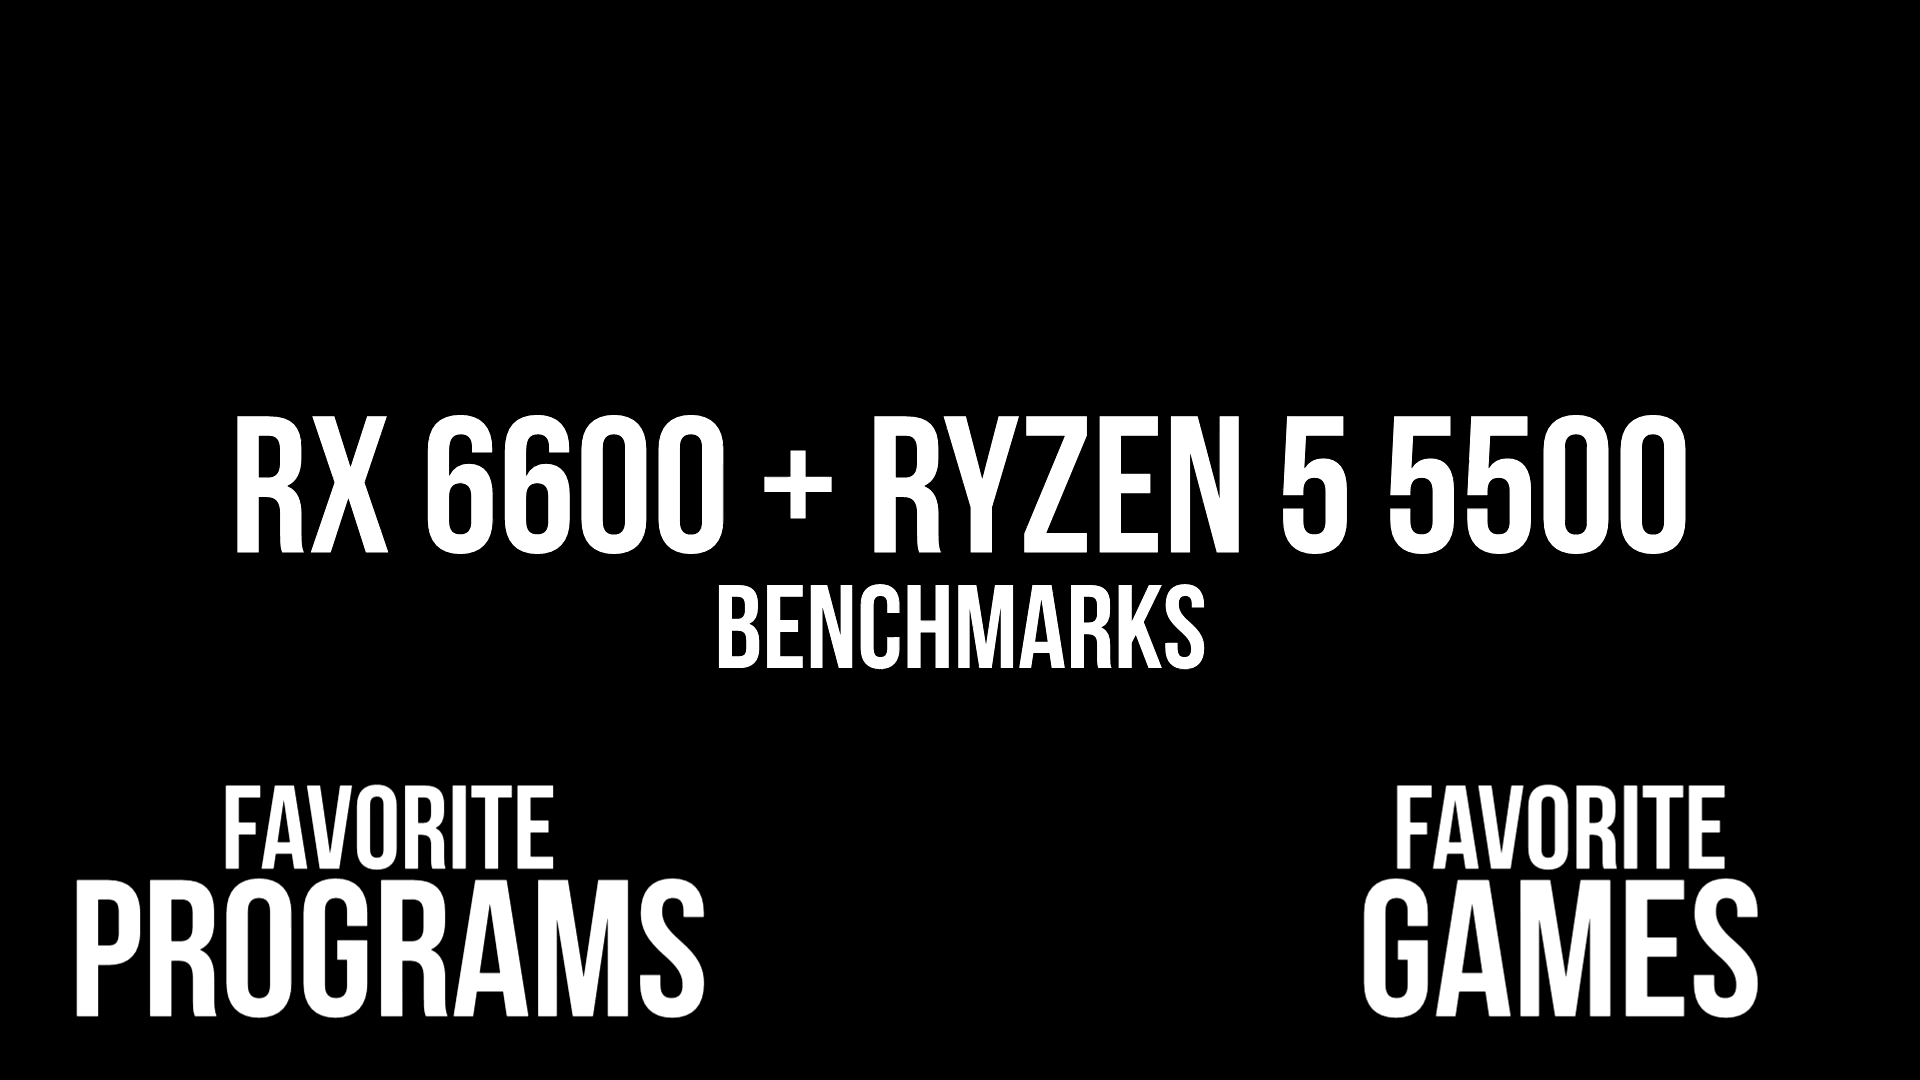 RX 6600 + RYZEN 5 5500
BENCHMARKS
FAVORITE
PROGRAMS
FAVORITE
GAMES